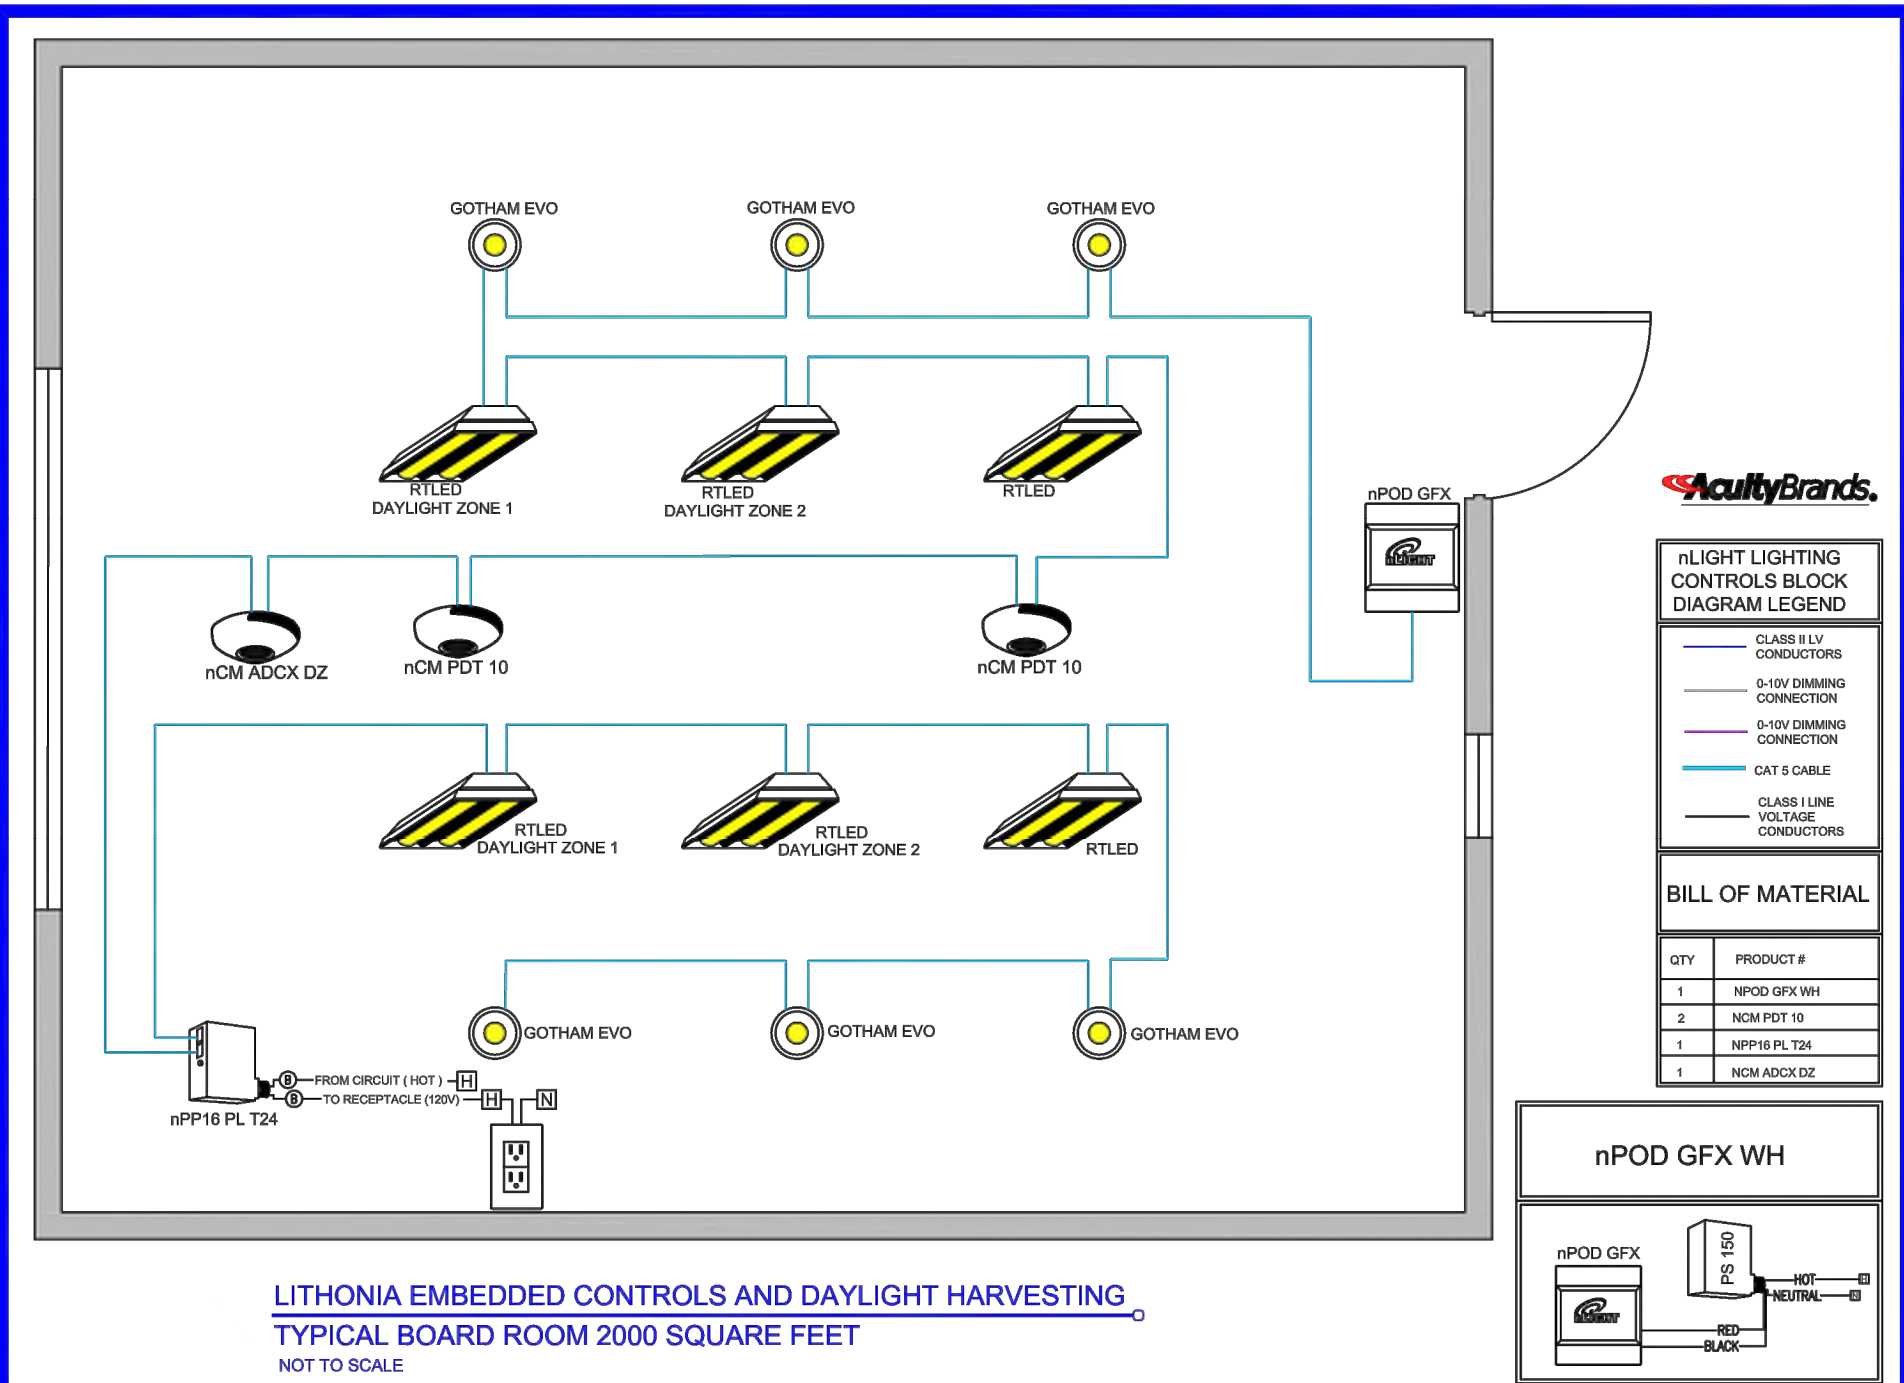 GOTHAM EVO
GOTHAM EVO
GOTHAM EVO
RTLED
DAYLIGHT ZONE 1
RTLED
DAYLIGHT ZONE 2
RTLED
nPOD GFX
nLIGHT
nCM ADCX DZ
nCM PDT 10
nCM PDT 10
RTLED
DAYLIGHT ZONE 1
RTLED
DAYLIGHT ZONE 2
RTLED
GOTHAM EVO
GOTHAM EVO
GOTHAM EVO
nPP16 PL T24
B
FROM CIRCUIT ( HOT )
H
B
TO RECEPTACLE (120V)
H
N
LITHONIA EMBEDDED CONTROLS AND DAYLIGHT HARVESTING
TYPICAL BOARD ROOM 2000 SQUARE FEET
NOT TO SCALE
AcuityBrands.
nLIGHT LIGHTING
CONTROLS BLOCK
DIAGRAM LEGEND
CLASS II LV
CONDUCTORS
0-10V DIMMING
CONNECTION
0-10V DIMMING
CONNECTION
CAT 5 CABLE
CLASS I LINE
VOLTAGE
CONDUCTORS
BILL OF MATERIAL
QTY PRODUCT #
1 NPOD GFX WH
2 NCM PDT 10
1 NPP16 PL T24
1 NCM ADCX DZ
nPOD GFX WH
nPOD GFX
nLIGHT
PS 150
HOT H
NEUTRAL N
RED
BLACK